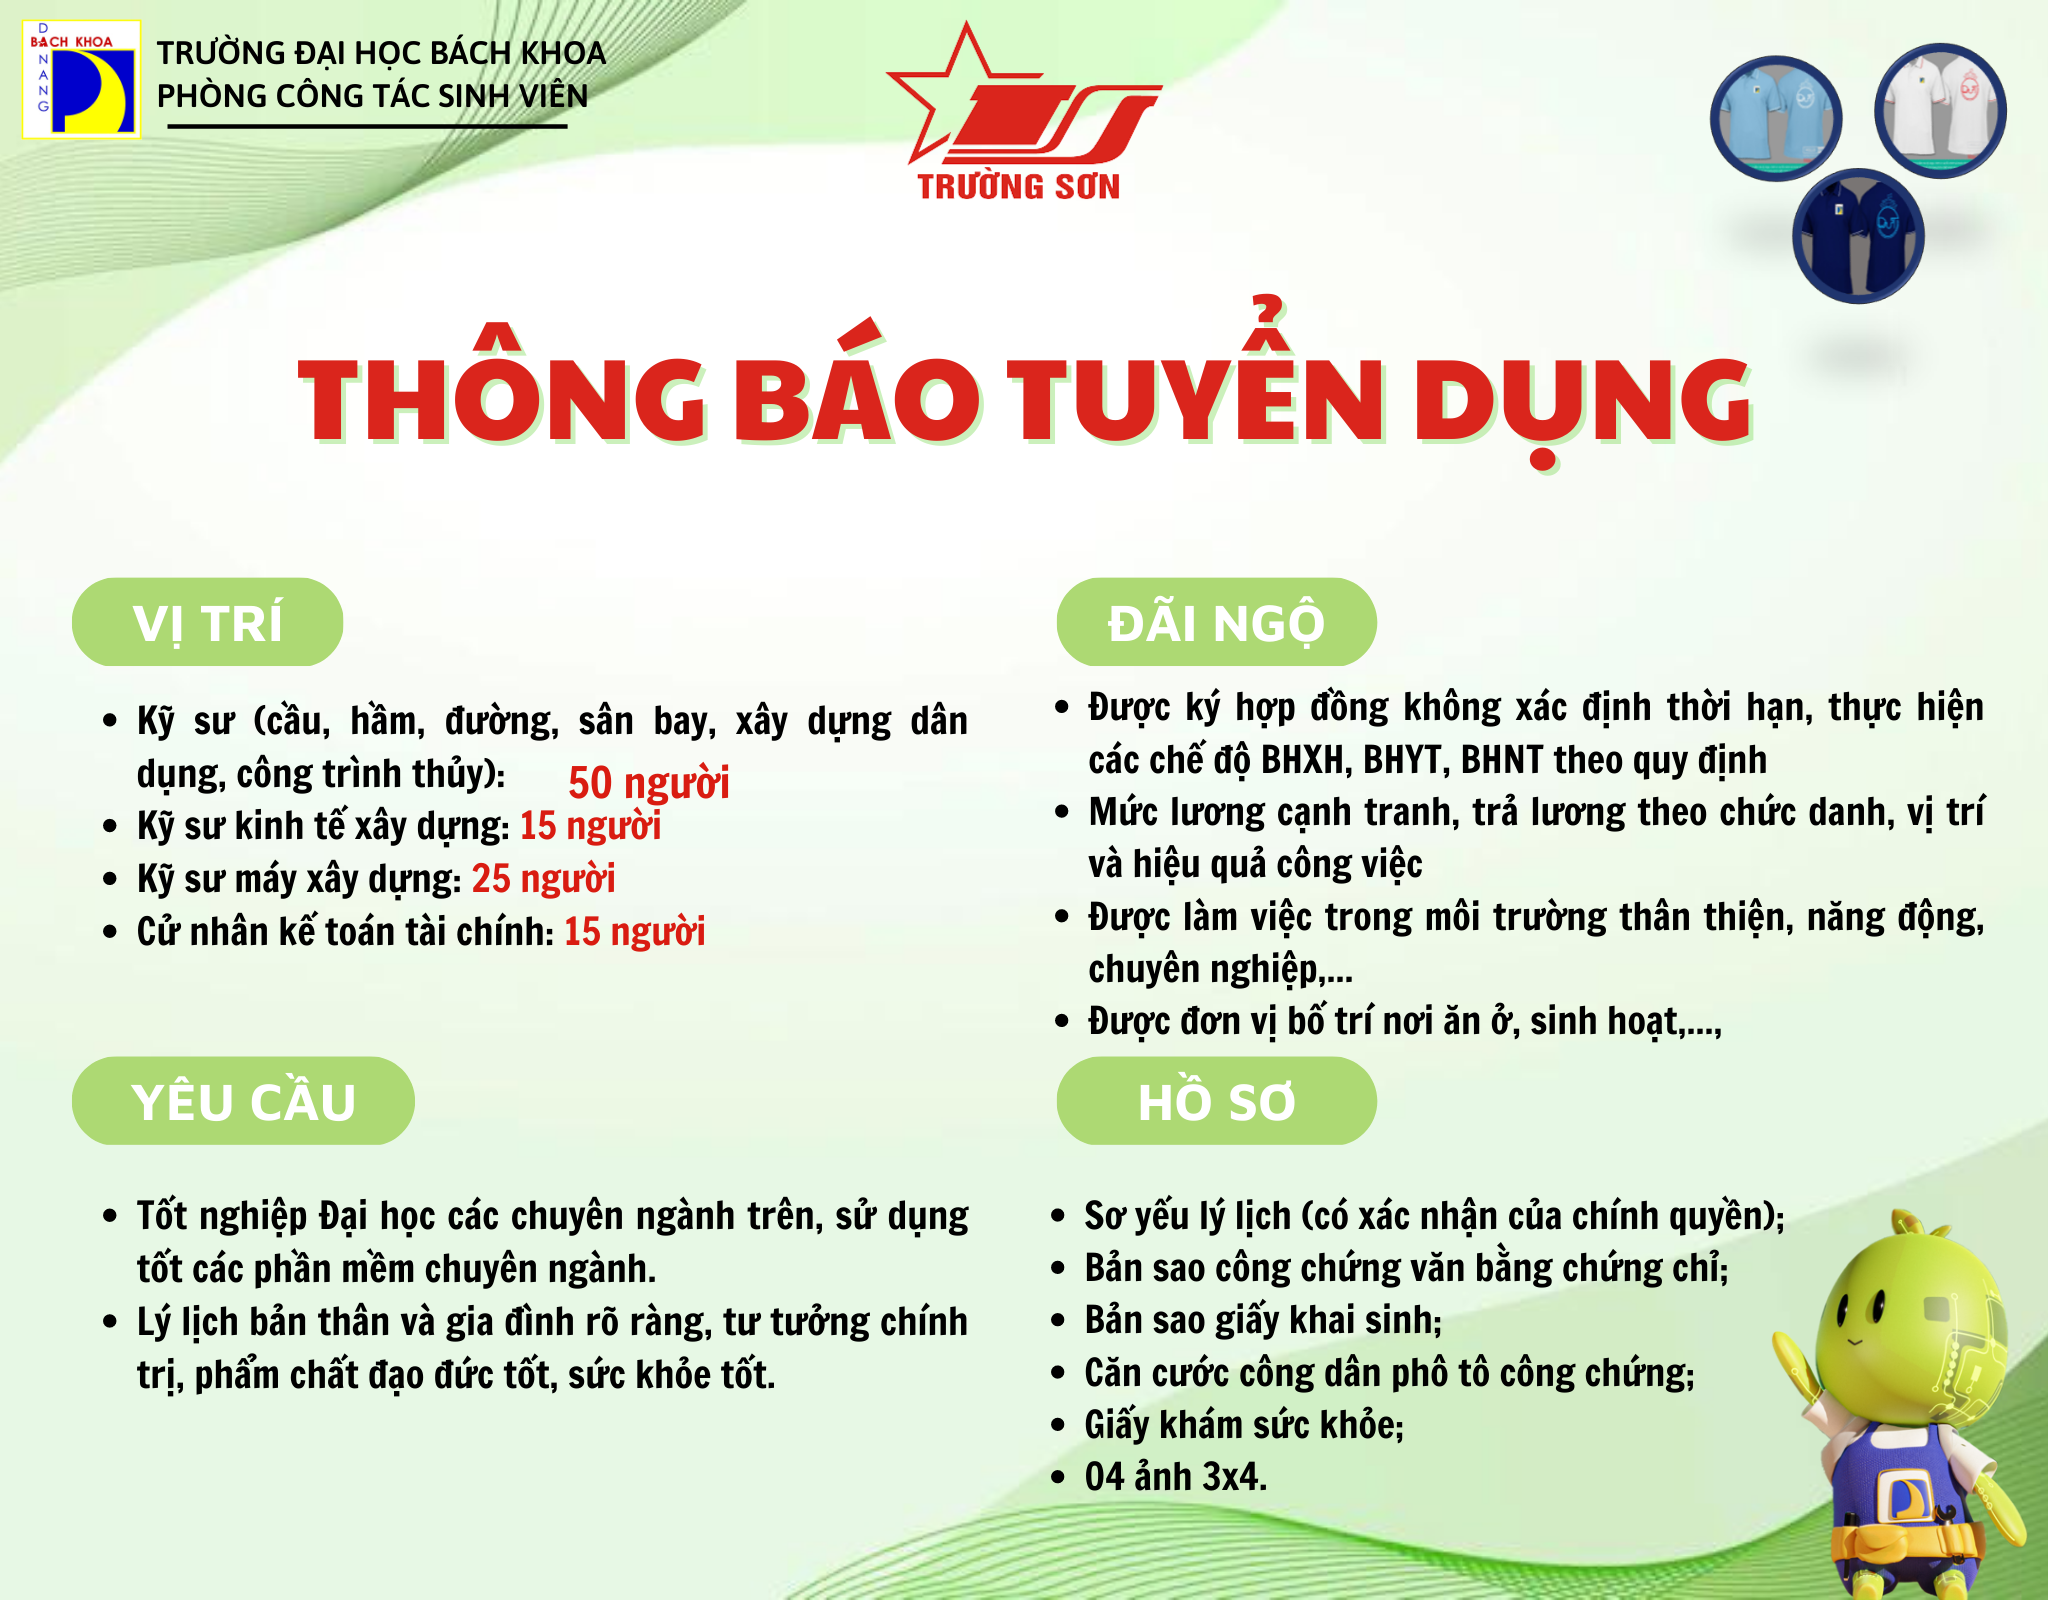 BÁCH KHOA
DANANG
TRƯỜNG ĐẠI HỌC BÁCH KHOA
PHÒNG CÔNG TÁC SINH VIÊN
TRƯỜNG SƠN
THÔNG BÁO TUYỂN DỤNG
VỊ TRÍ
• Kỹ sư (cầu, hầm, đường, sân bay, xây dựng dân
dụng, công trình thủy): 50 người
• Kỹ sư kinh tế xây dựng: 15 người
• Kỹ sư máy xây dựng: 25 người
• Cử nhân kế toán tài chính: 15 người
YÊU CẦU
• Tốt nghiệp Đại học các chuyên ngành trên, sử dụng
tốt các phần mềm chuyên ngành.
• Lý lịch bản thân và gia đình rõ ràng, tư tưởng chính
trị, phẩm chất đạo đức tốt, sức khỏe tốt.
ĐÃI NGỘ
• Được ký hợp đồng không xác định thời hạn, thực hiện
các chế độ BHXH, BHYT, BHNT theo quy định
• Mức lương cạnh tranh, trả lương theo chức danh, vị trí
và hiệu quả công việc
• Được làm việc trong môi trường thân thiện, năng động,
chuyên nghiệp,...
• Được đơn vị bố trí nơi ăn ở, sinh hoạt,...,
HỒ SƠ
• Sơ yếu lý lịch (có xác nhận của chính quyền);
• Bản sao công chứng văn bằng chứng chỉ;
• Bản sao giấy khai sinh;
• Căn cước công dân phô tô công chứng;
• Giấy khám sức khỏe;
• 04 ảnh 3x4.